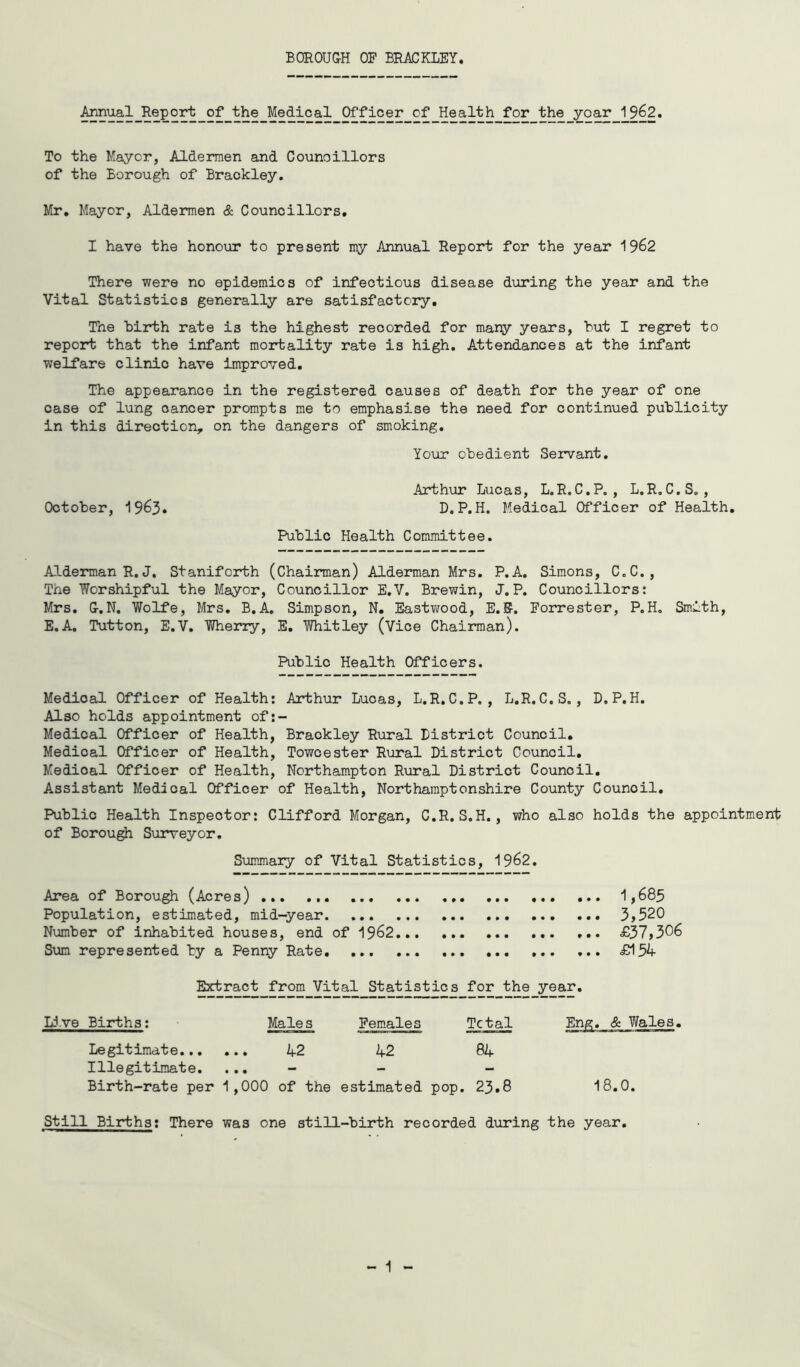 BOROUGH OF BRACKLEY.
Annual Report of the Medical Officer of Health for the year 1962.
To the Mayor, Aldermen and Councillors
of the Borough of Brackley.
Mr. Mayor, Aldermen & Councillors.
I have the honour to present my Annual Report for the year 1962
There were no epidemics of infectious disease during the year and the
Vital Statistics generally are satisfactory.
The birth rate is the highest recorded for many years, but I regret to
report that the infant mortality rate is high. Attendances at the infant
welfare clinic have improved.
The appearance in the registered causes of death for the year of one
case of lung cancer prompts me to emphasise the need for continued publicity
in this direction, on the dangers of smoking.
Your obedient Servant.
Arthur Lucas, L.R.C.P., L.R.C.S.,
October, 1963. D.P.H. Medical Officer of Health.
Public Health Committee.
Alderman R.J. Staniforth (Chairman) Alderman Mrs. P.A. Simons, C.C.,
The Worshipful the Mayor, Councillor E.V. Brewin, J.P. Councillors:
Mrs. G.N. Wolfe, Mrs. B.A. Simpson, N. Eastwood, E.G. Forrester, P.H. Smith,
E.A. Tutton, E.V. Wherry, E. Whitley (Vice Chairman).
Public Health Officers.
Medical Officer of Health: Arthur Lucas, L.R.C.P., L.R.C.S., D.P.H.
Also holds appointment of:-
Medical Officer of Health, Brackley Rural District Council.
Medical Officer of Health, Towcester Rural District Council.
Medical Officer of Health, Northampton Rural District Council.
Assistant Medical Officer of Health, Northamptonshire County Council.
Public Health Inspector: Clifford Morgan, C.R.S.H., who also holds the appointment
of Borough Surveyor.
Summary of Vital Statistics, 1962.
Area of Borough (Acres) ... ... ... ... ... ... ... ... 1,685
Population, estimated, mid-year. ... ... ... ... ... ... 3,520
Number of inhabited houses, end of 1962... ... ... ... ... £37,306
Sum represented by a Penny Rate. ... ... ... ... ... ... £154
Extract from Vital Statistics for the year.
Live Births: Males Females Total Eng. & Wales.
Legitimate... ... 42 42 84
Illegitimate. ... - - -
Birth-rate per 1,000 of the estimated pop. 23.8 18.0.
Still Births: There was one still-birth recorded during the year.
- 1 -